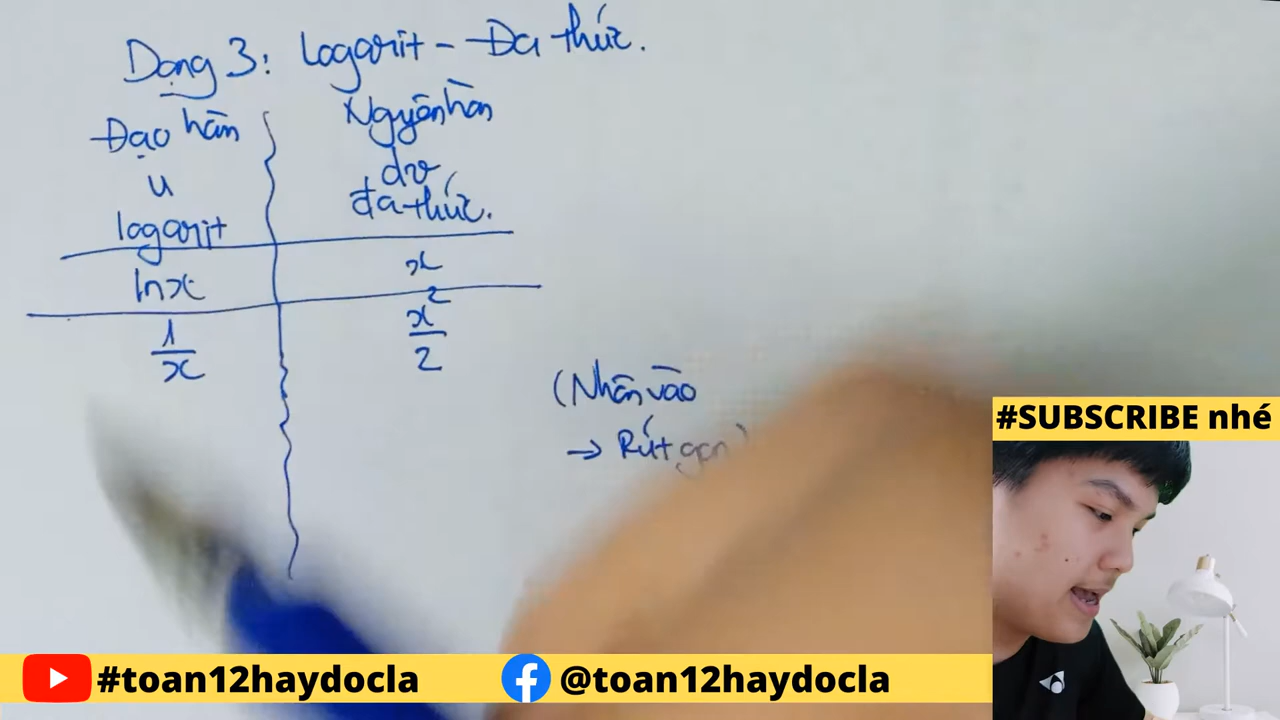 Dạng 3: Logarit - Đa thức.
Đạo hàm
u
logarit
Nguyên hàm
dv
đa thức.
lnx
x
1/x
x²/2
(Nhân vào
→ Rút gọn)
#SUBSCRIBE nhé
#toan12haydocla
@toan12haydocla